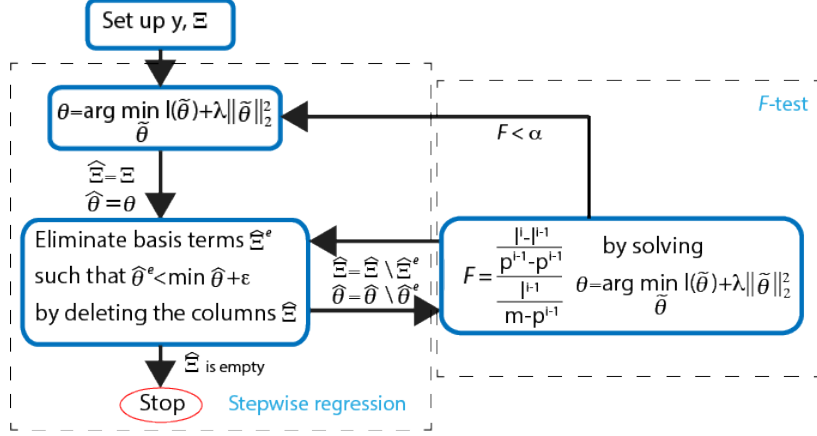 Set up y, Ξ
θ=arg min l(θ̃)+λ‖θ̃‖₂²
θ̃
Ξ̂=Ξ
θ̂=θ
Eliminate basis terms Ξ̂ᵉ
such that θ̂ᵉ<min θ̂+ε
by deleting the columns Ξ̂
Ξ̂ is empty
Stop
Stepwise regression
Ξ̂=Ξ̂ \ Ξ̂ᵉ
θ̂=θ̂ \ θ̂ᵉ
F-test
F < α
lⁱ-lⁱ⁻¹
pⁱ⁻¹-pⁱ⁻¹
F=
lⁱ⁻¹
m-pⁱ⁻¹
by solving
θ=arg min l(θ̃)+λ‖θ̃‖₂²
θ̃